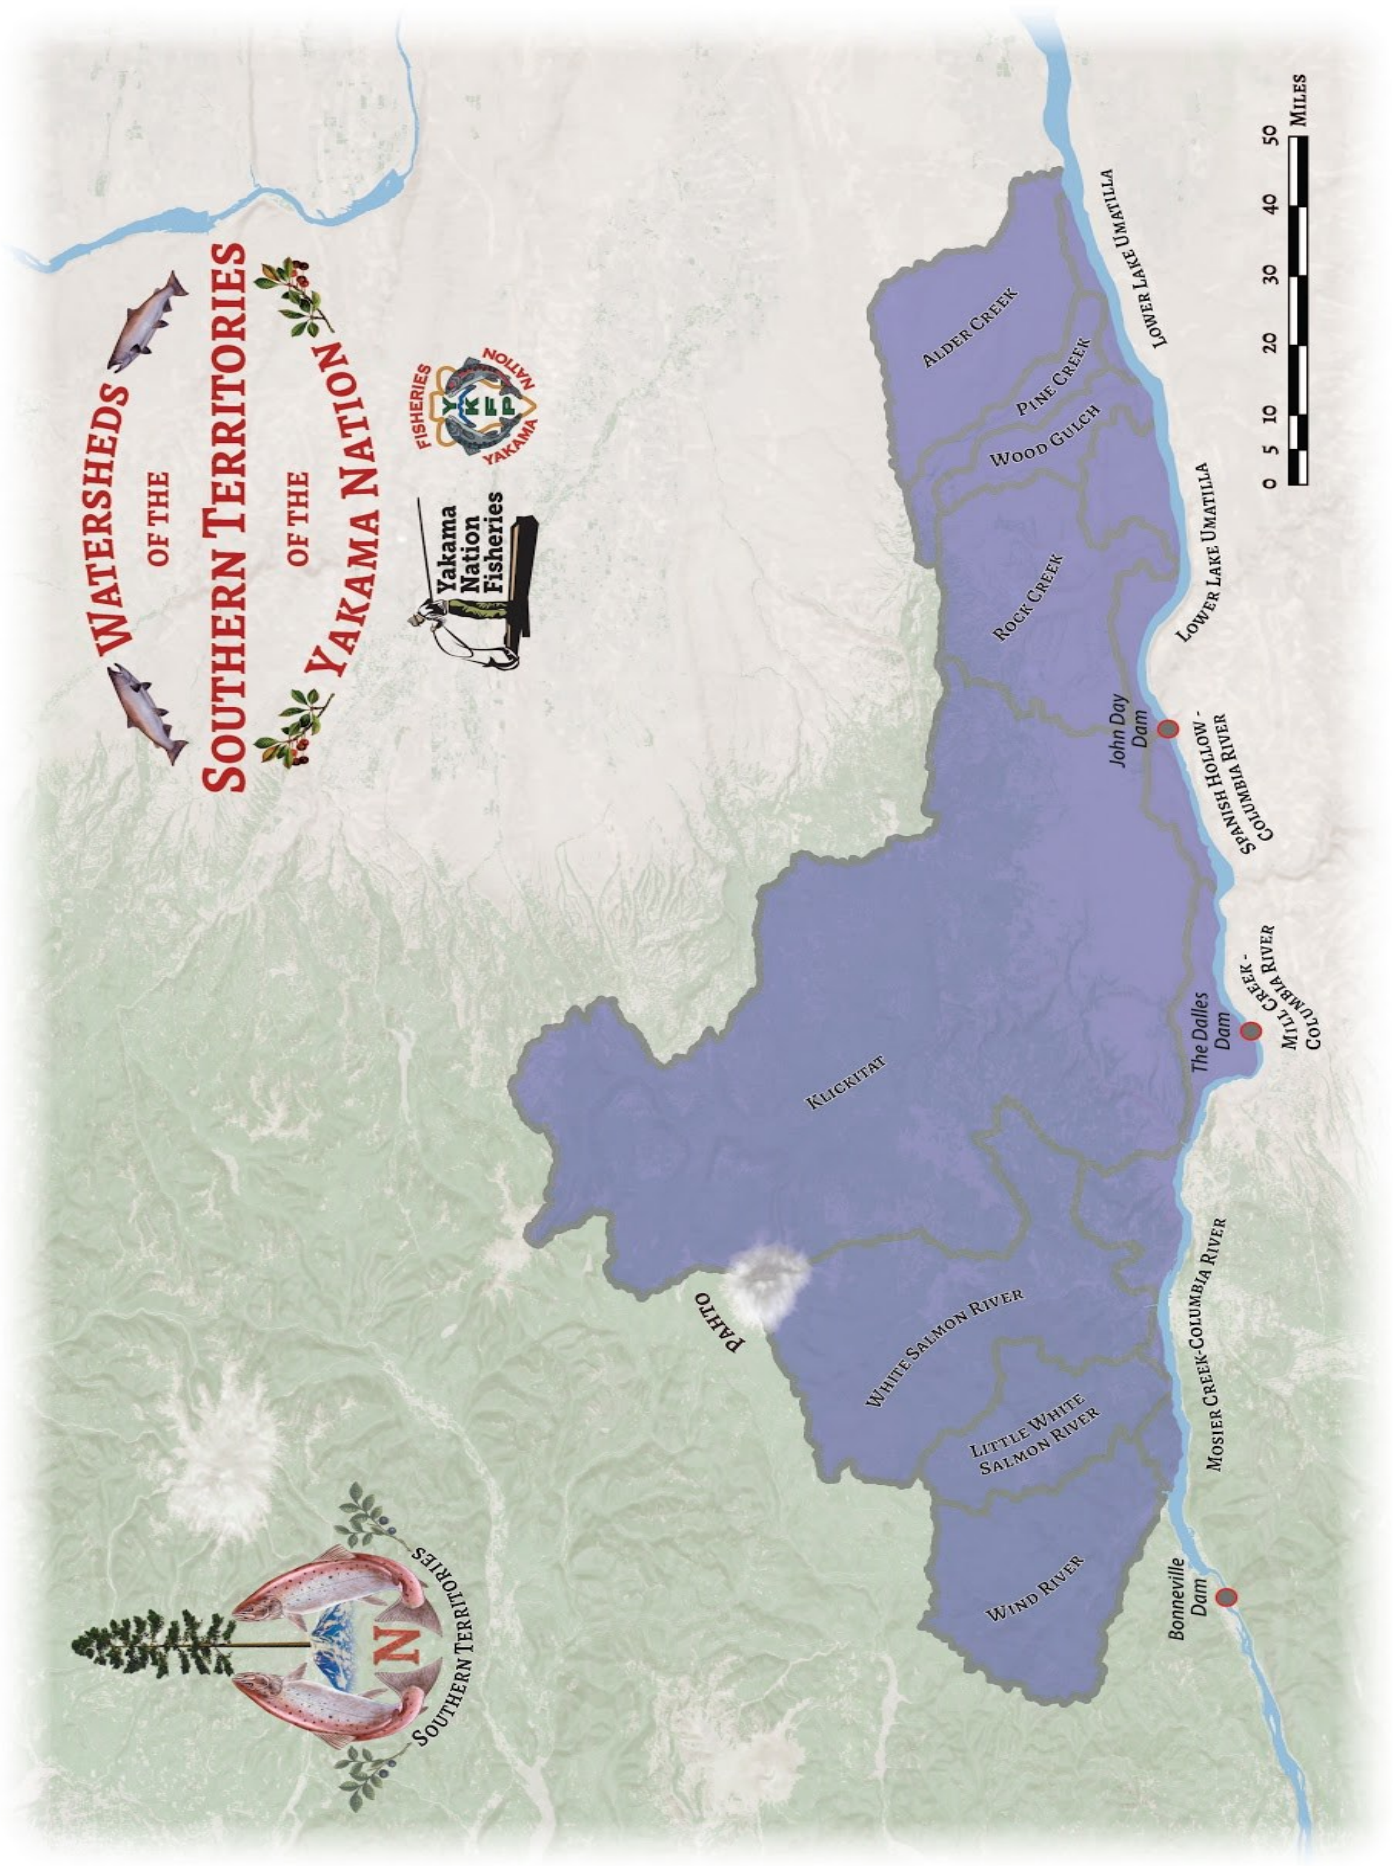 WATERSHEDS
OF THE
SOUTHERN TERRITORIES
OF THE
YAKAMA NATION
Yakama
Nation
Fisheries
FISHERIES
YKFP
YAKAMA NATION
N
SOUTHERN TERRITORIES
PAHTO
KLICKITAT
WHITE SALMON RIVER
LITTLE WHITE
SALMON RIVER
WIND RIVER
ROCK CREEK
WOOD GULCH
PINE CREEK
ALDER CREEK
Bonneville
Dam
MOSIER CREEK-COLUMBIA RIVER
The Dalles
Dam
MILL CREEK -
COLUMBIA RIVER
John Day
Dam
SPANISH HOLLOW -
COLUMBIA RIVER
LOWER LAKE UMATILLA
LOWER LAKE UMATILLA
0 5 10 20 30 40 50
MILES